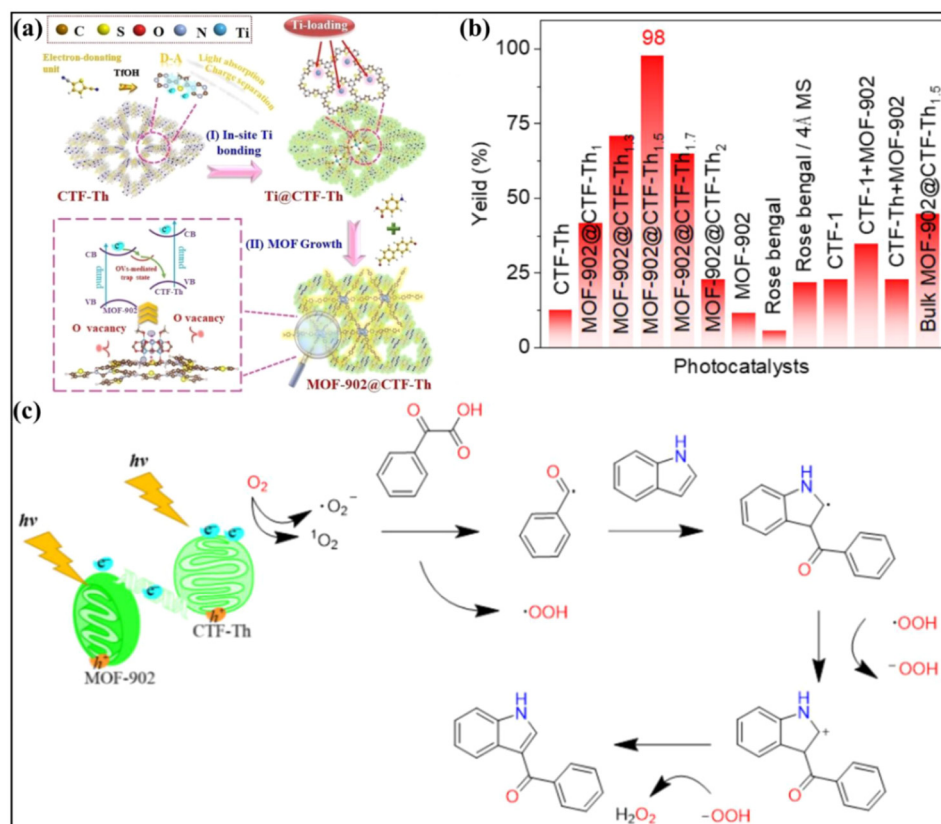 (a)
C S O N Ti
Electron-donating
unit
TfOH
D-A
Light absorption
Charge separation
Ti-loading
(I) In-site Ti
bonding
CTF-Th
Ti@CTF-Th
(II) MOF Growth
CB
e⁻
CB
e⁻
OVs-mediated
trap state
pump
pump
VB
CTF-Th
VB
MOF-902
O vacancy
O vacancy
MOF-902@CTF-Th
(b)
Yeild (%)
100
75
50
25
0
98
CTF-Th
MOF-902@CTF-Th₁
MOF-902@CTF-Th₁.₃
MOF-902@CTF-Th₁.₅
MOF-902@CTF-Th₁.₇
MOF-902@CTF-Th₂
MOF-902
Rose bengal
Rose bengal / 4Å MS
CTF-1
CTF-1+MOF-902
CTF-Th+MOF-902
Bulk MOF-902@CTF-Th₁.₅
Photocatalysts
(c)
hv
hv
O₂
·O₂⁻
¹O₂
e⁻
e⁻ e⁻
e⁻
h⁺
CTF-Th
h⁺
MOF-902
O
OH
O
O
·
H
N
·OOH
HN
·
O
·OOH
⁻OOH
HN
+
O
H
N
O
H₂O₂
−OOH